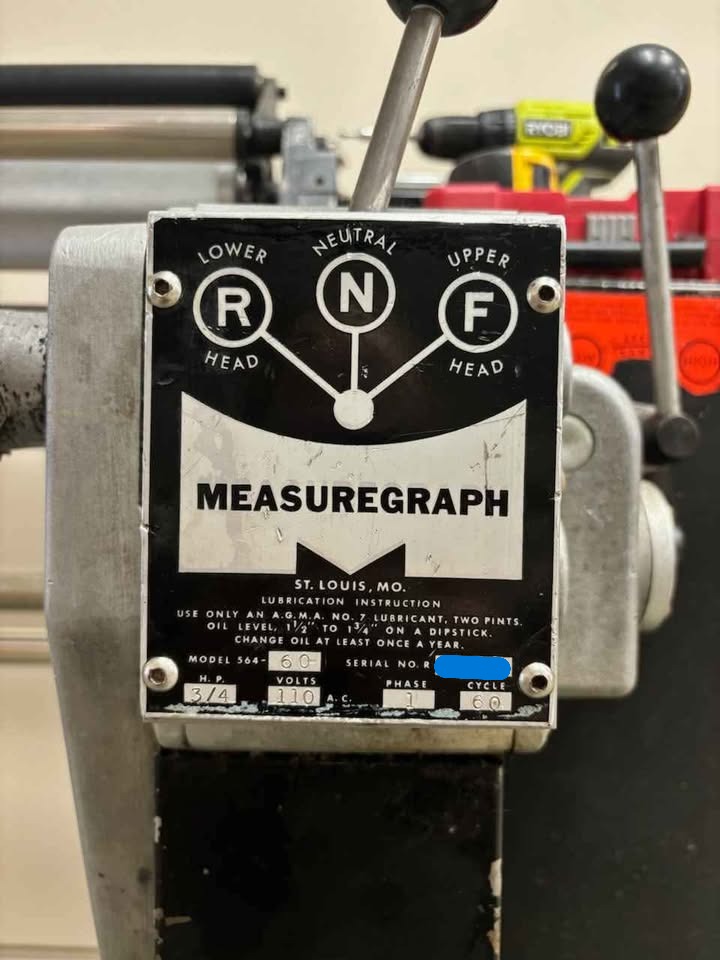 LOWER
R
HEAD
NEUTRAL
N
UPPER
F
HEAD
MEASUREGRAPH
ST. LOUIS, MO.
LUBRICATION INSTRUCTION
USE ONLY AN A.G.M.A. NO. 7 LUBRICANT, TWO PINTS.
OIL LEVEL, 1½" TO 1¾" ON A DIPSTICK.
CHANGE OIL AT LEAST ONCE A YEAR.
MODEL 564-60 SERIAL NO. R
H.P. VOLTS PHASE CYCLE
3/4 110 A.C. 1 60
RYOBI